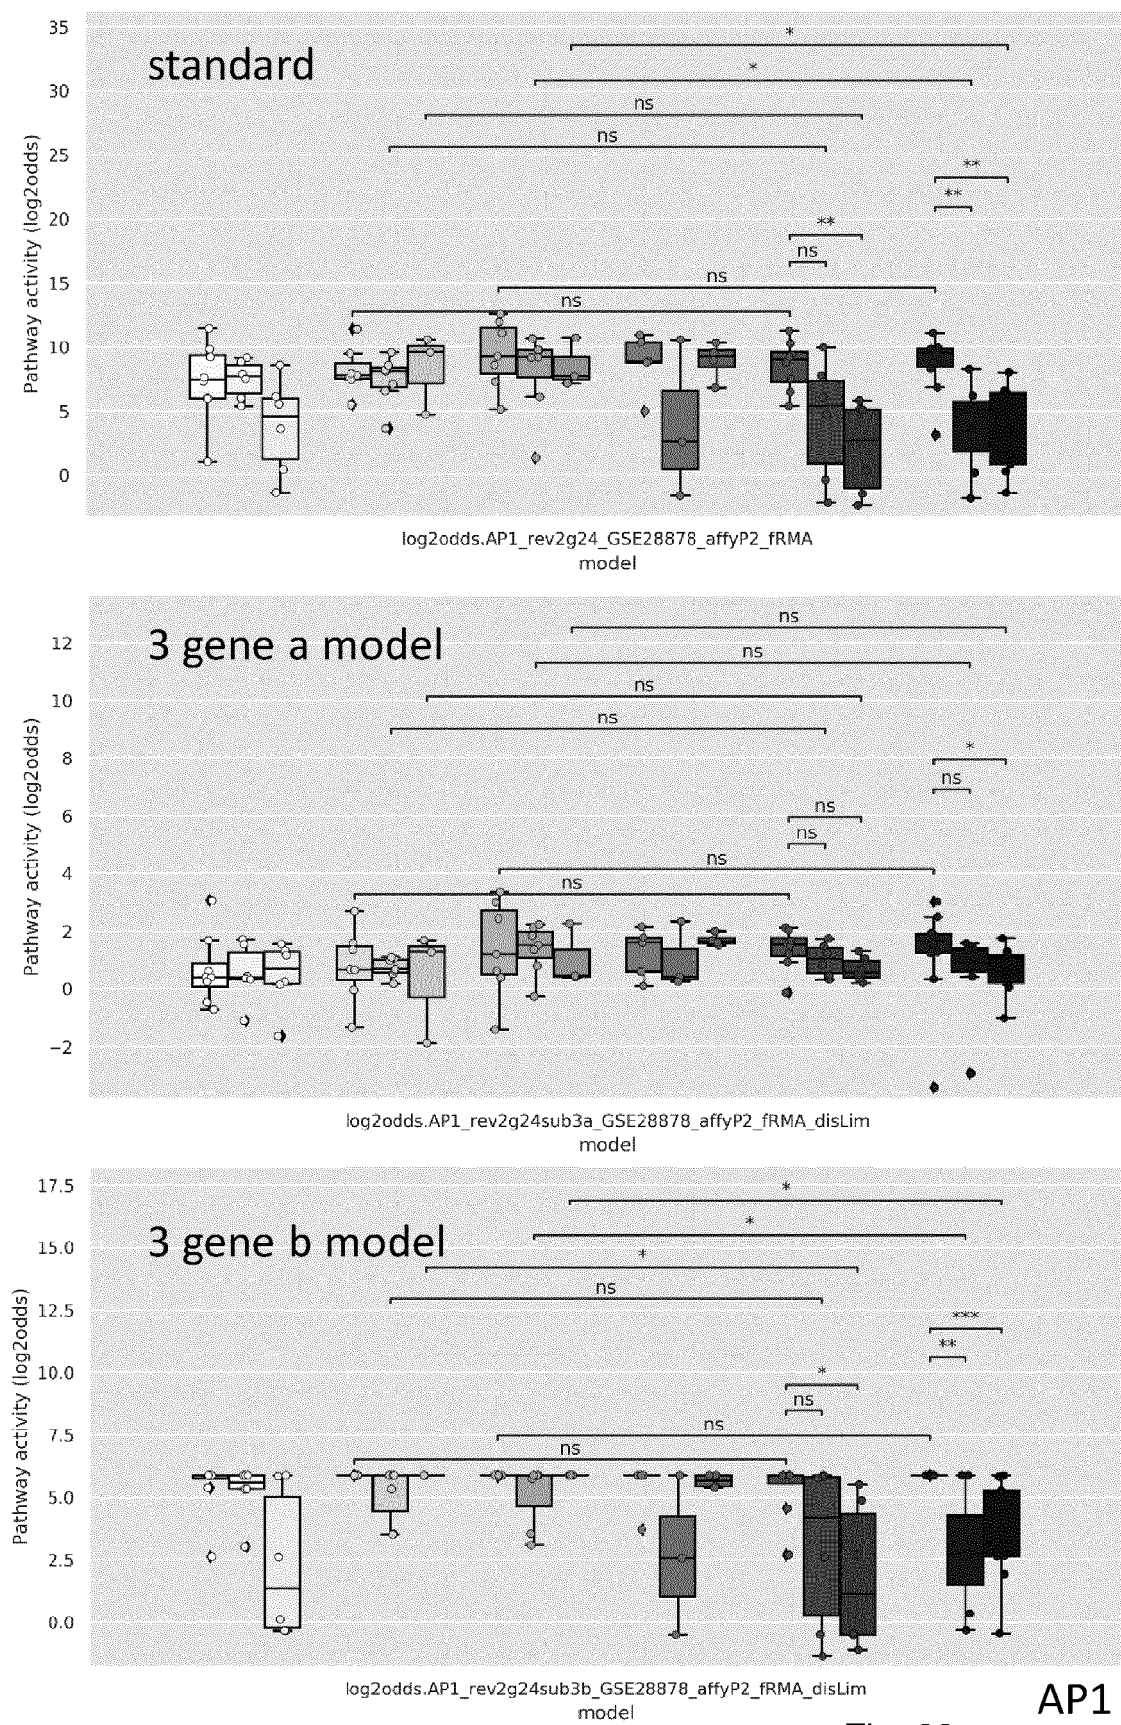 35
standard
*
*
30
ns
ns
25
**
**
20
**
ns
15
ns
ns
10
5
0
Pathway activity (log2odds)
log2odds.AP1_rev2g24_GSE28878_affyP2_fRMA
model
3 gene a model
ns
12
ns
ns
10
ns
8
*
ns
6
ns
ns
4
ns
ns
2
0
−2
Pathway activity (log2odds)
log2odds.AP1_rev2g24sub3a_GSE28878_affyP2_fRMA_disLim
model
17.5
*
3 gene b model
*
15.0
*
ns
12.5
***
**
10.0
*
ns
7.5
ns
ns
5.0
2.5
0.0
Pathway activity (log2odds)
log2odds.AP1_rev2g24sub3b_GSE28878_affyP2_fRMA_disLim
model
AP1